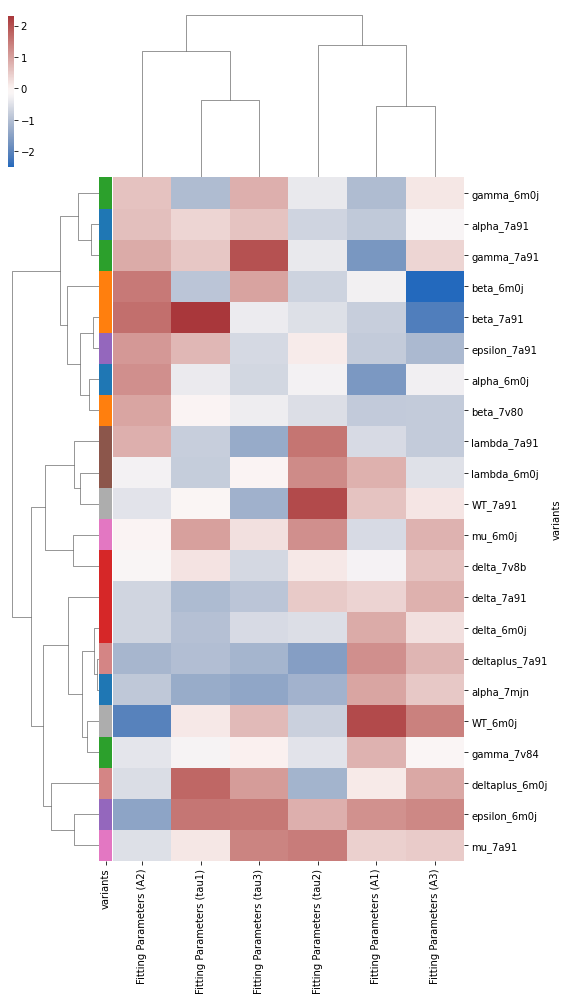 2
1
0
−1
−2
gamma_6m0j
alpha_7a91
gamma_7a91
beta_6m0j
beta_7a91
epsilon_7a91
alpha_6m0j
beta_7v80
lambda_7a91
lambda_6m0j
WT_7a91
mu_6m0j
delta_7v8b
delta_7a91
delta_6m0j
deltaplus_7a91
alpha_7mjn
WT_6m0j
gamma_7v84
deltaplus_6m0j
epsilon_6m0j
mu_7a91
variants
variants
Fitting Parameters (A2)
Fitting Parameters (tau1)
Fitting Parameters (tau3)
Fitting Parameters (tau2)
Fitting Parameters (A1)
Fitting Parameters (A3)